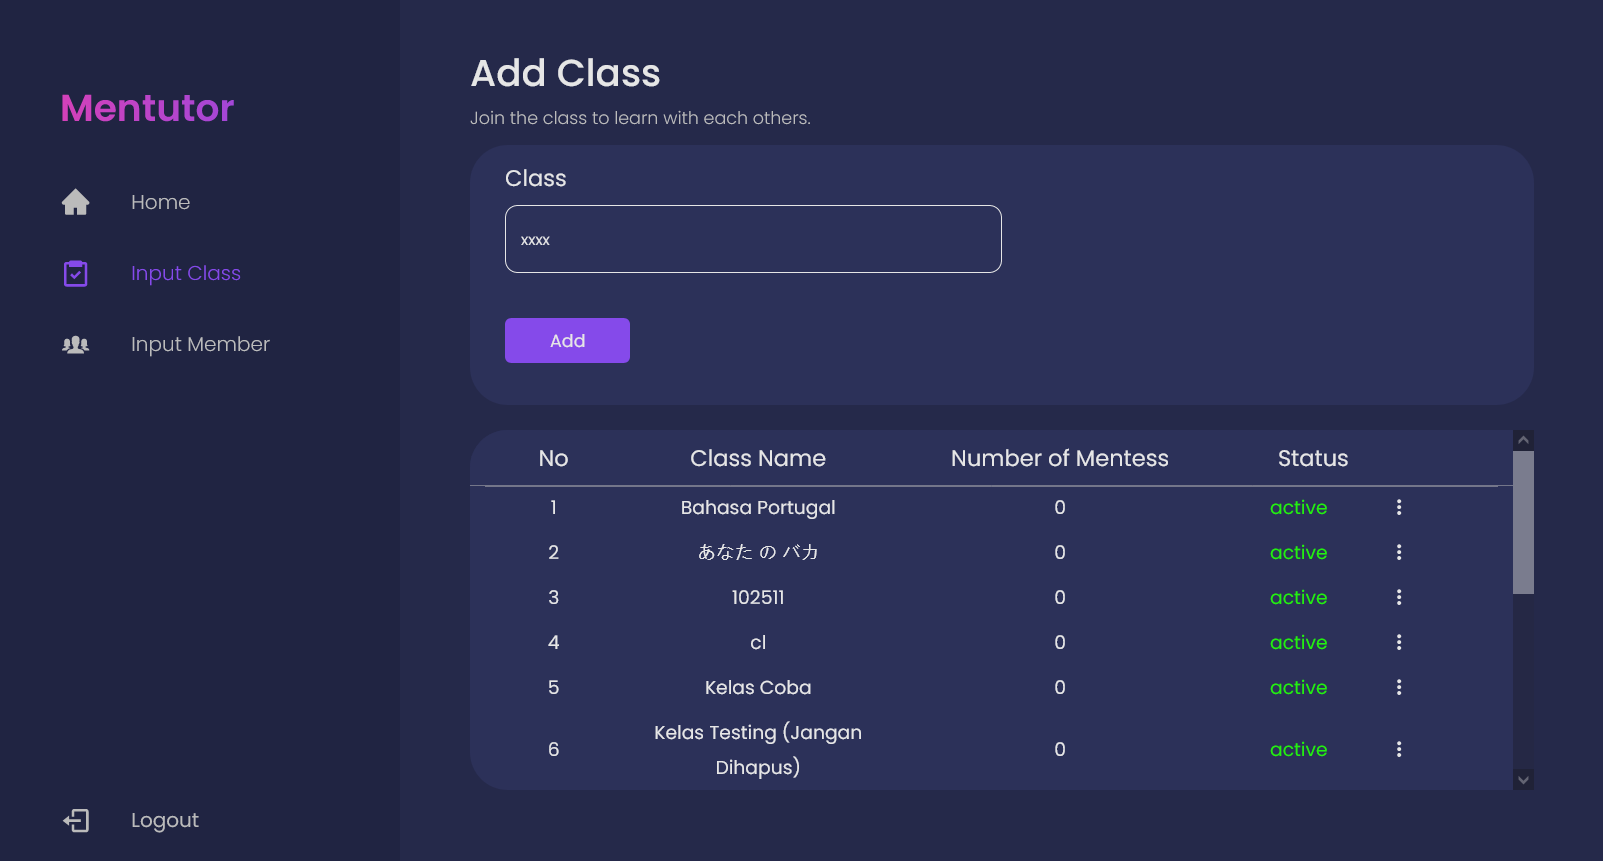 Mentutor
Home
Input Class
Input Member
Logout
Add Class
Join the class to learn with each others.
Class
xxxx
Add
No Class Name Number of Mentess Status
1 Bahasa Portugal 0 active
2 あなた の バカ 0 active
3 102511 0 active
4 cl 0 active
5 Kelas Coba 0 active
6 Kelas Testing (Jangan 0 active
Dihapus)